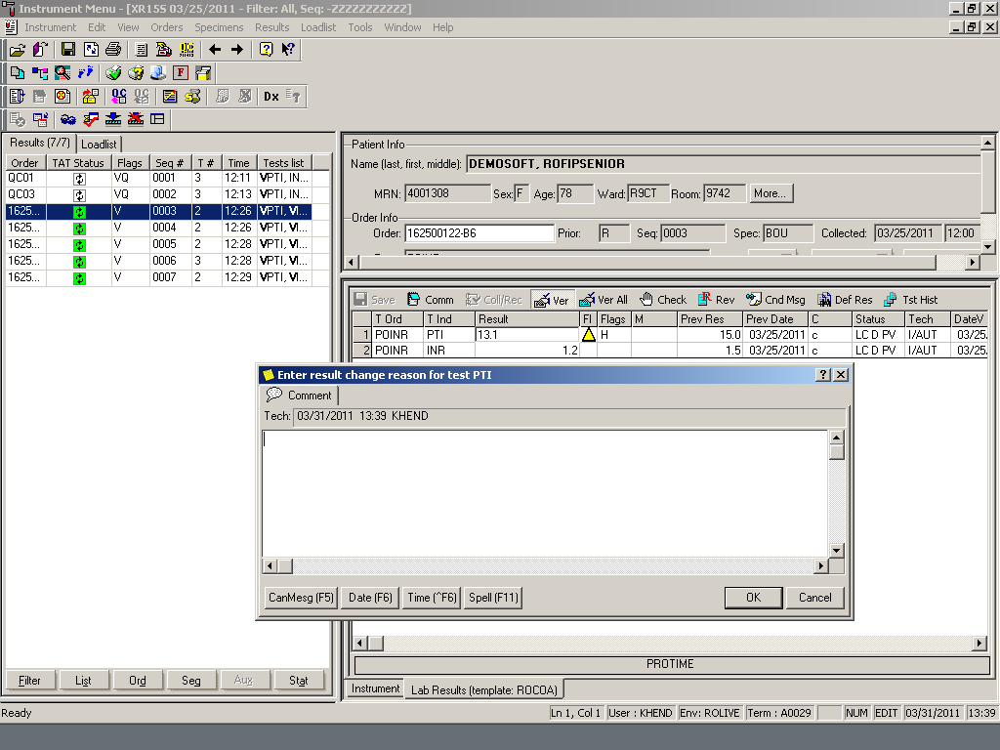 Instrument Menu - [XR155 03/25/2011 - Filter: All, Seq: -ZZZZZZZZZZZ]
Instrument Edit View Orders Specimens Results Loadlist Tools Window Help
QC QC Dx
Results (7/7) Loadlist
Order TAT Status Flags Seq # T # Time Tests list
QC01 VQ 0001 3 12:11 VPTI, IN...
QC03 VQ 0002 3 12:13 VPTI, IN...
1625... V 0003 2 12:26 VPTI, VI...
1625... V 0004 2 12:26 VPTI, VI...
1625... V 0005 2 12:28 VPTI, VI...
1625... V 0006 3 12:28 VPTI, VI...
1625... V 0007 2 12:29 VPTI, VI...
Filter List Ord Seg Aux Stat
Patient Info
Name (last, first, middle): DEMOSOFT, ROFIPSENIOR
MRN: 4001308 Sex: F Age: 78 Ward: R9CT Room: 9742 More...
Order Info
Order: 162500122-B6 Prior: R Seq: 0003 Spec: BOU Collected: 03/25/2011 12:00
Save Comm Coll/Rec Ver Ver All Check Rev Cnd Msg Def Res Tst Hist
T Ord T Ind Result Fl Flags M Prev Res Prev Date C Status Tech DateV
1 POINR PTI 13.1 H 15.0 03/25/2011 c LC D PV I/AUT 03/25.
2 POINR INR 1.2 1.5 03/25/2011 c LC D PV I/AUT 03/25.
Enter result change reason for test PTI
Comment
Tech: 03/31/2011 13:39 KHEND
CanMesg (F5) Date (F6) Time (^F6) Spell (F11) OK Cancel
PROTIME
Instrument Lab Results (template: ROCOA)
Ready Ln 1, Col 1 User : KHEND Env: ROLIVE Term : A0029 NUM EDIT 03/31/2011 13:39